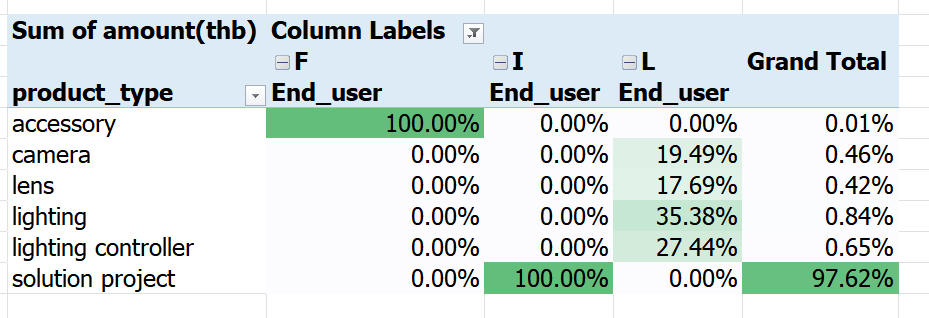 Sum of amount(thb) Column Labels
F I L Grand Total
product_type End_user End_user End_user
accessory 100.00% 0.00% 0.00% 0.01%
camera 0.00% 0.00% 19.49% 0.46%
lens 0.00% 0.00% 17.69% 0.42%
lighting 0.00% 0.00% 35.38% 0.84%
lighting controller 0.00% 0.00% 27.44% 0.65%
solution project 0.00% 100.00% 0.00% 97.62%